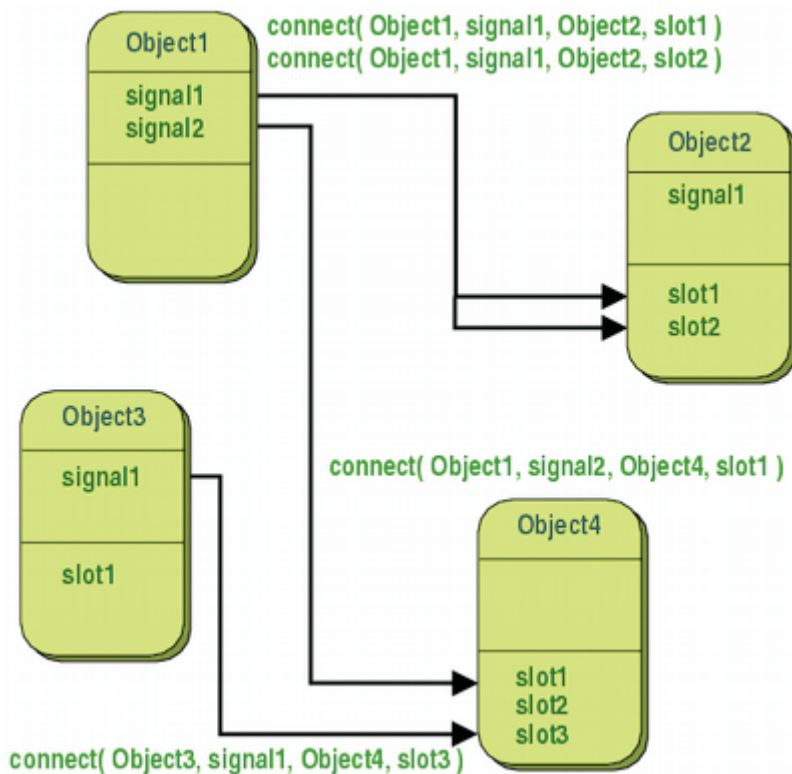 Object1
connect( Object1, signal1, Object2, slot1 )
connect( Object1, signal1, Object2, slot2 )
signal1
signal2
Object2
signal1
slot1
slot2
Object3
signal1
slot1
connect( Object1, signal2, Object4, slot1 )
Object4
slot1
slot2
slot3
connect( Object3, signal1, Object4, slot3 )